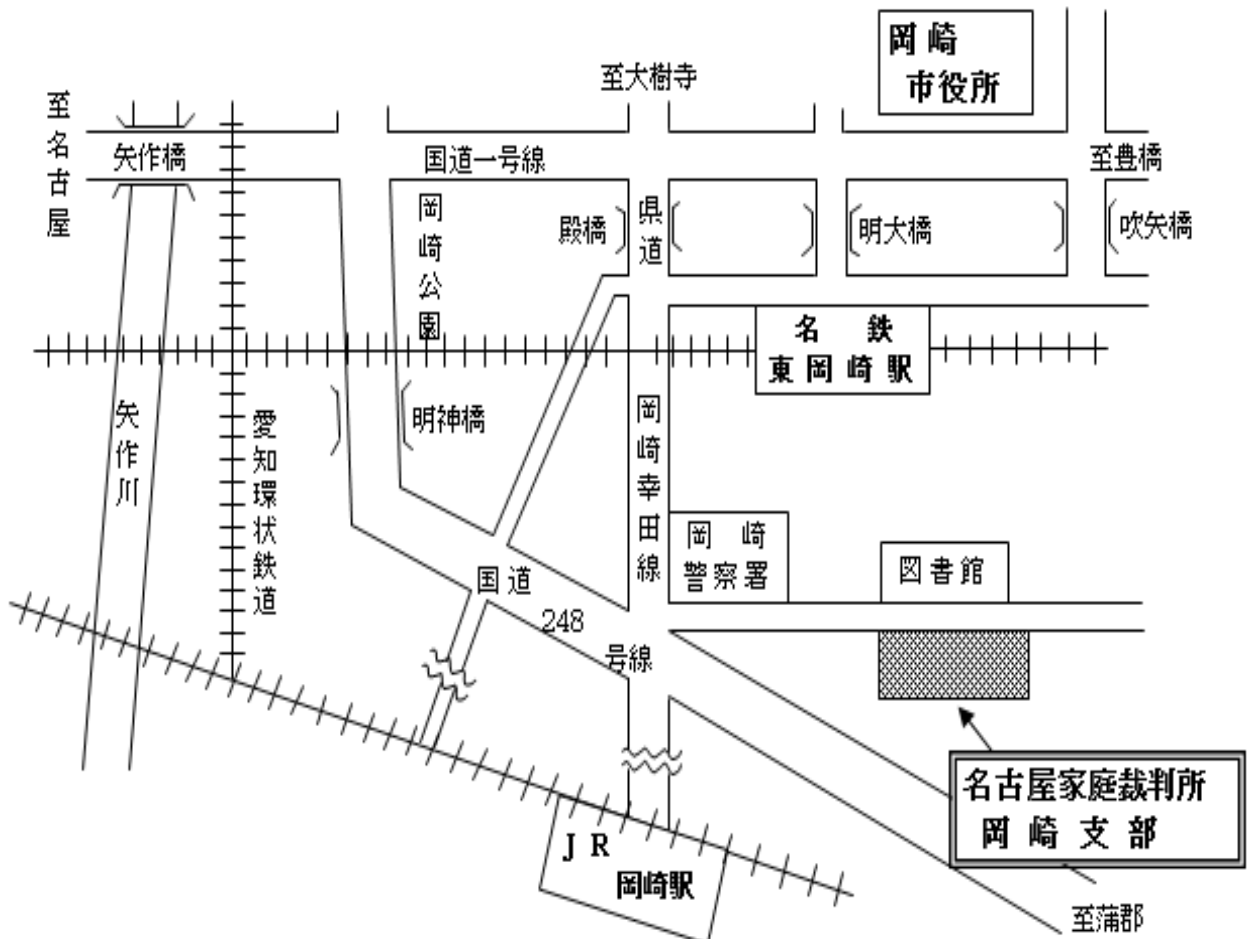 岡崎
市役所
至大樹寺
至名古屋
矢作橋
国道一号線
至豊橋
岡崎公園
殿橋
県道
明大橋
吹矢橋
名鉄
東岡崎駅
矢作川
愛知環状鉄道
明神橋
岡崎幸田線
岡崎
警察署
図書館
国道
248
号線
名古屋家庭裁判所
岡崎支部
JR
岡崎駅
至蒲郡